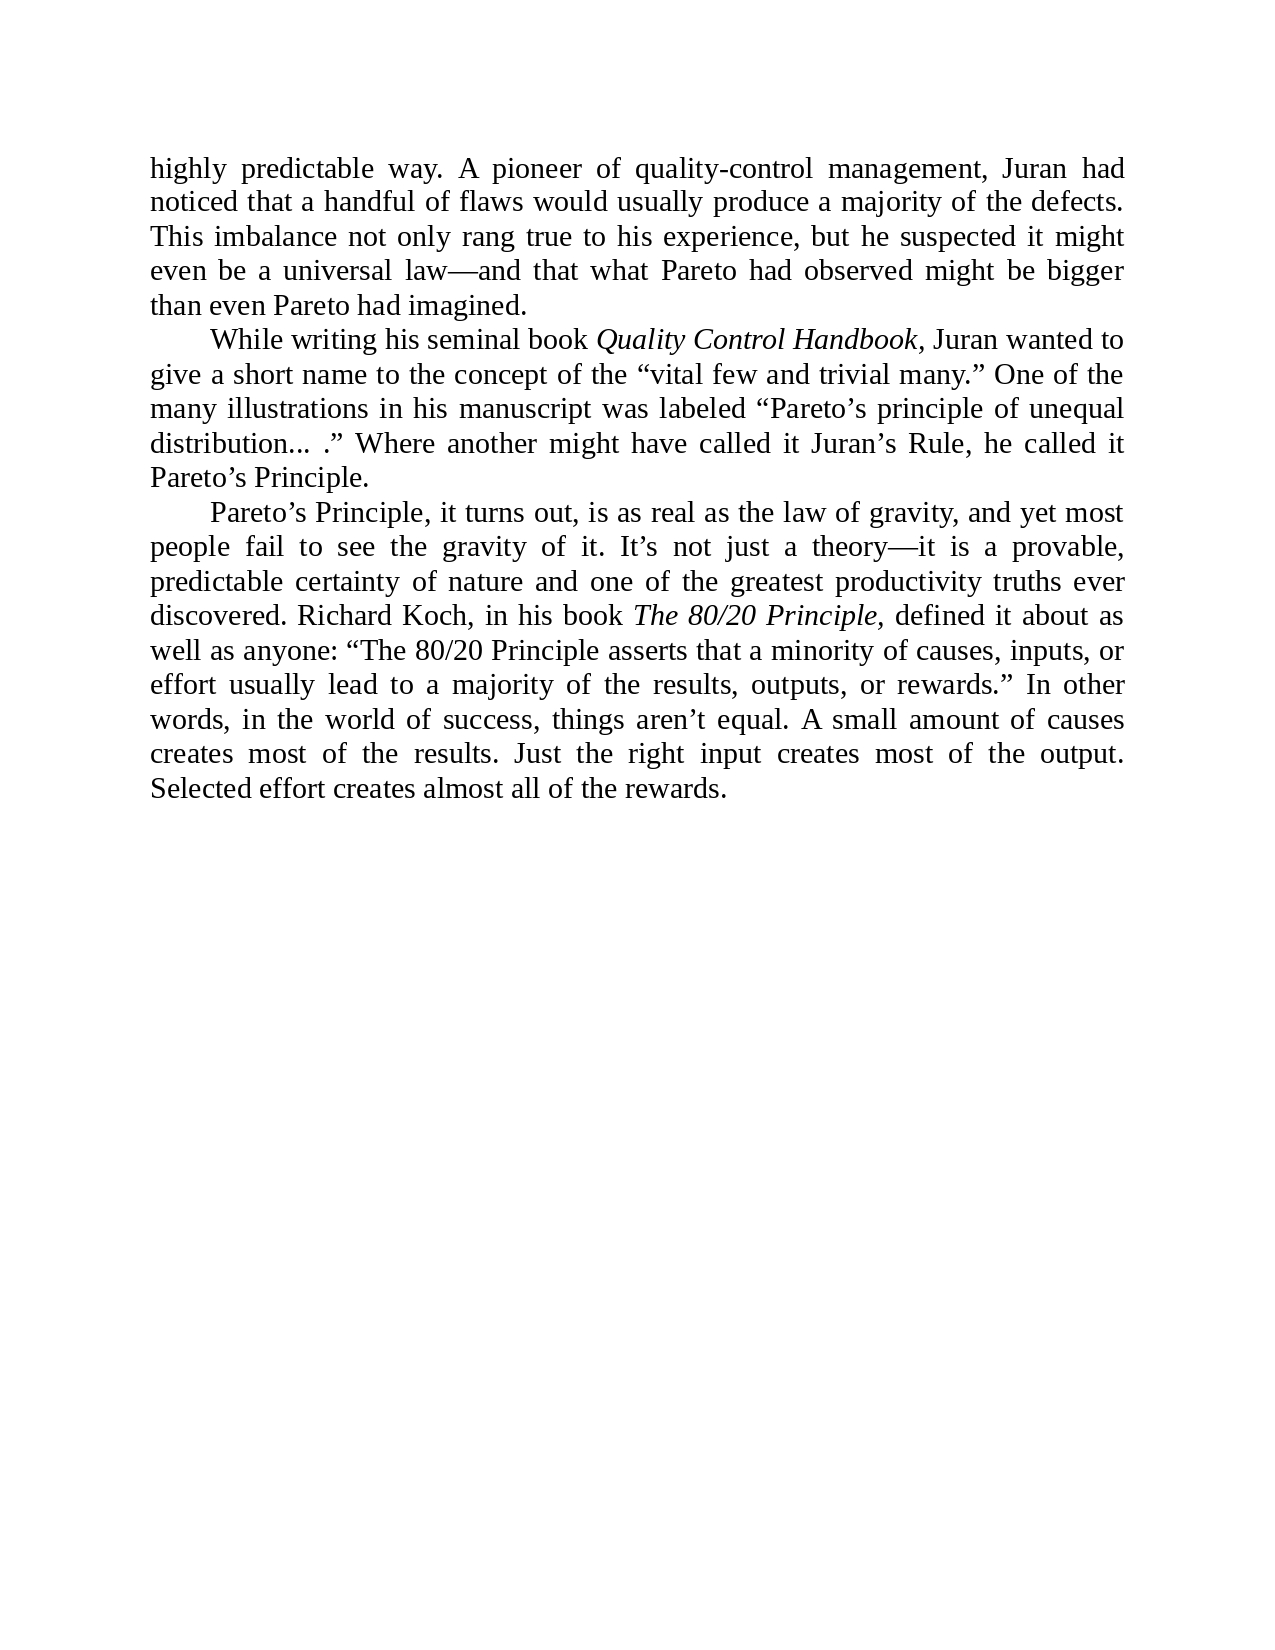 highly predictable way. A pioneer of quality-control management, Juran had
noticed that a handful of flaws would usually produce a majority of the defects.
This imbalance not only rang true to his experience, but he suspected it might
even be a universal law—and that what Pareto had observed might be bigger
than even Pareto had imagined.
While writing his seminal book Quality Control Handbook, Juran wanted to
give a short name to the concept of the “vital few and trivial many.” One of the
many illustrations in his manuscript was labeled “Pareto’s principle of unequal
distribution... .” Where another might have called it Juran’s Rule, he called it
Pareto’s Principle.
Pareto’s Principle, it turns out, is as real as the law of gravity, and yet most
people fail to see the gravity of it. It’s not just a theory—it is a provable,
predictable certainty of nature and one of the greatest productivity truths ever
discovered. Richard Koch, in his book The 80/20 Principle, defined it about as
well as anyone: “The 80/20 Principle asserts that a minority of causes, inputs, or
effort usually lead to a majority of the results, outputs, or rewards.” In other
words, in the world of success, things aren’t equal. A small amount of causes
creates most of the results. Just the right input creates most of the output.
Selected effort creates almost all of the rewards.